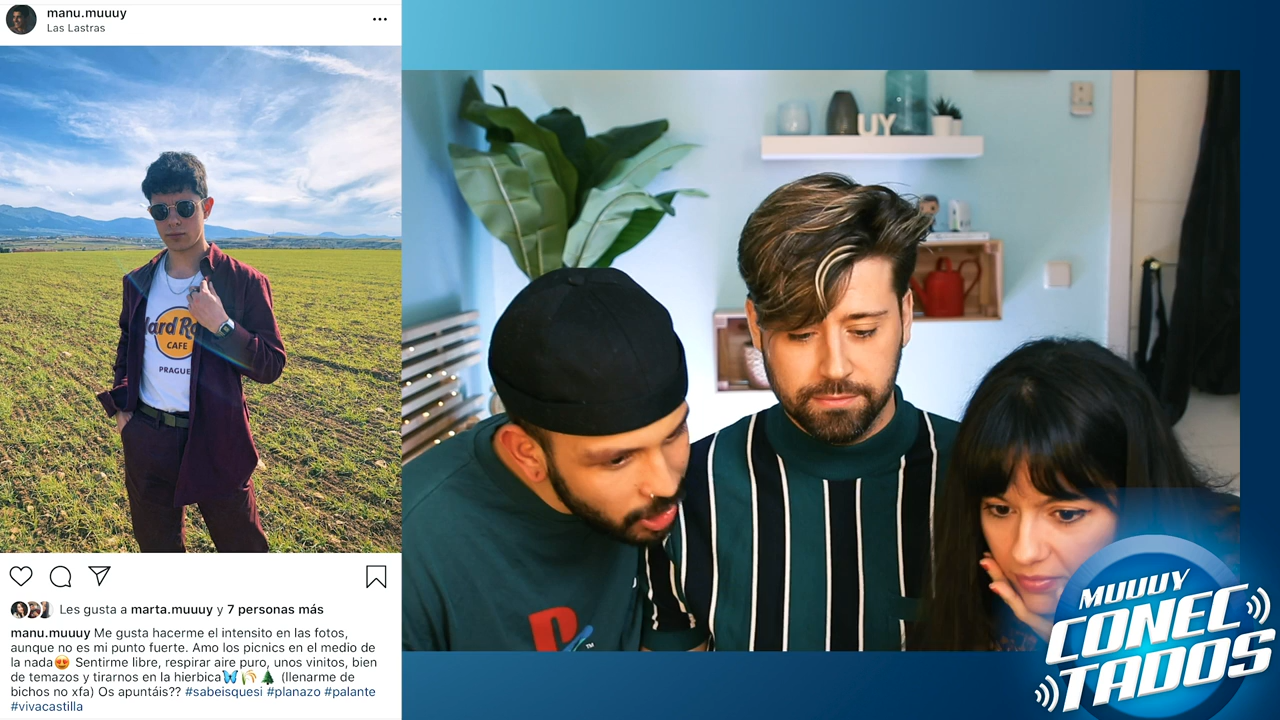 manu.muuuy
Las Lastras
Hard Ro
CAFE
PRAGUE
Les gusta a marta.muuuy y 7 personas más
manu.muuuy Me gusta hacerme el intensito en las fotos,
aunque no es mi punto fuerte. Amo los picnics en el medio de
la nada😍 Sentirme libre, respirar aire puro, unos vinitos, bien
de temazos y tirarnos en la hierbica🦋🌾🌲 (llenarme de
bichos no xfa) Os apuntáis?? #sabeisquesi #planazo #palante
#vivacastilla
UY
TM
MUUUY
CONEC
TADOS